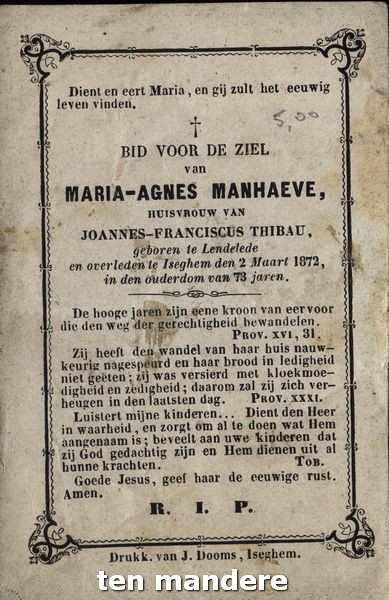 Dient en eert Maria, en gij zult het eeuwig
leven vinden.
5,00
†
BID VOOR DE ZIEL
van
MARIA-AGNES MANHAEVE,
HUISVROUW VAN
JOANNES-FRANCISCUS THIBAU,
geboren te Lendelede
en overleden te Iseghem den 2 Maart 1872,
in den ouderdom van 73 jaren.
De hooge jaren zijn eene kroon van eer voor
die den weg der gerechtigheid bewandelen.
Prov. XVI, 31.
Zij heeft den wandel van haar huis nauw-
keurig nagespeurd en haar brood in ledigheid
niet geëten; zij was versierd met kloekmoe-
digheid en zedigheid; daarom zal zij zich ver-
heugen in den laatsten dag. Prov. XXXI.
Luistert mijne kinderen... Dient den Heer
in waarheid, en zorgt om al te doen wat Hem
aangenaam is; beveelt aan uwe kinderen dat
zij God gedachtig zijn en Hem dienen uit al
hunne krachten. Tob.
Goede Jesus, geef haar de eeuwige rust.
Amen.
R. I. P.
Drukk. van J. Dooms, Iseghem.
ten mandere